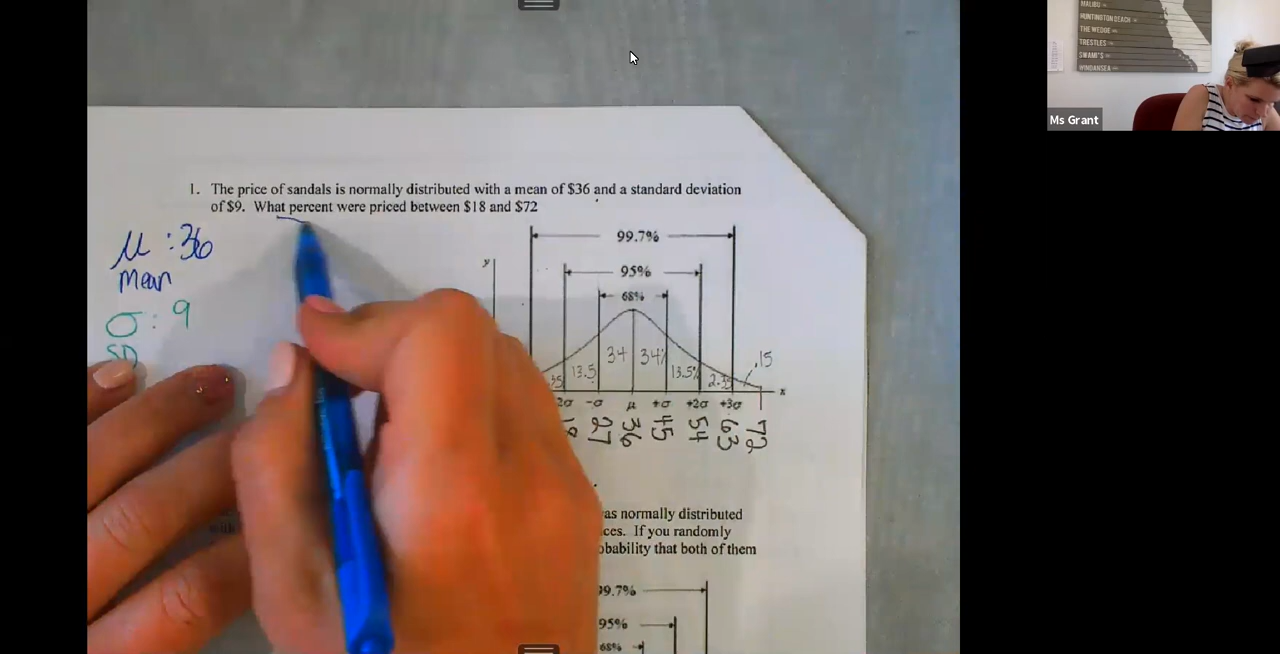 MALIBU
HUNTINGTON BEACH
THE WEDGE
TRESTLES
SWAMI'S
WINDANSEA
Ms Grant
1. The price of sandals is normally distributed with a mean of $36 and a standard deviation
of $9. What percent were priced between $18 and $72
μ : 36
Mean
σ : 9
SD
99.7%
y
95%
68%
34 34%
13.5 13.5% 2.35 .15
x
2σ -σ μ +σ +2σ +3σ
18 27 36 45 54 63 72
as normally distributed
ces. If you randomly
obability that both of them
99.7%
95%
68%